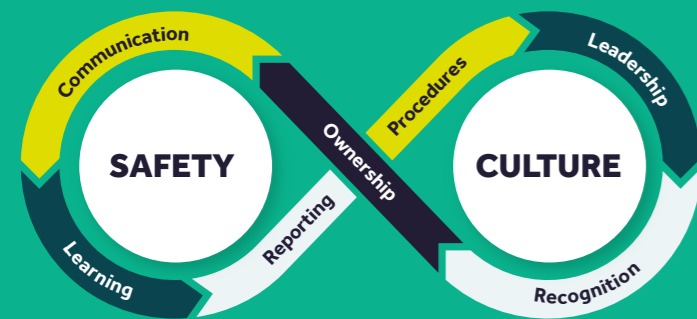 Communication
SAFETY
Learning
Reporting
Ownership
Procedures
Leadership
CULTURE
Recognition